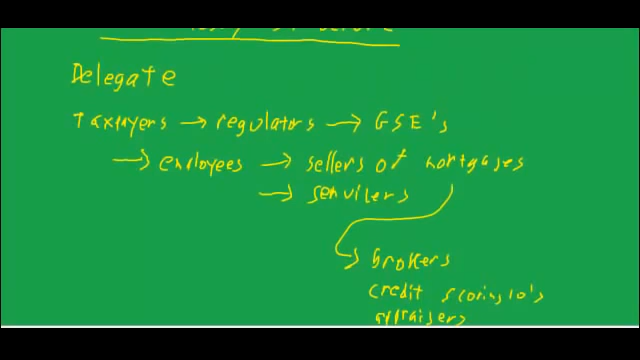 Delegate
Taxpayers → regulators → GSE's
→ employees → sellers of mortgages
→ servicers
→ brokers
credit scoring co's
appraisers